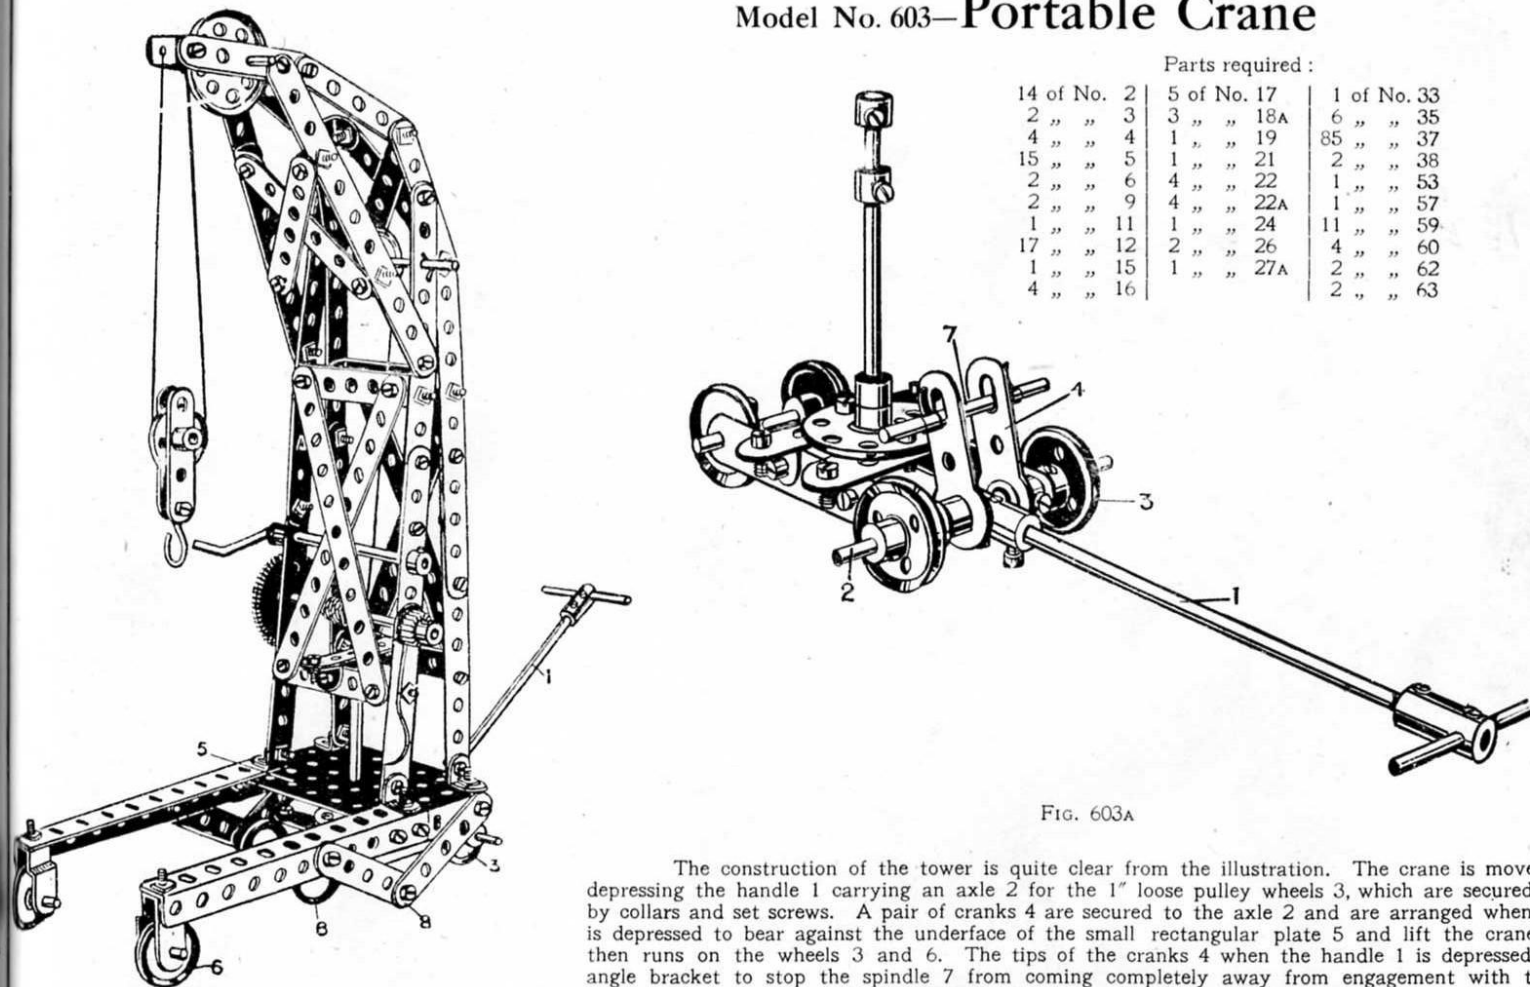 Model No. 603—Portable Crane
Parts required :
14 of No. 2 | 5 of No. 17 | 1 of No. 33
2 „ „ 3 | 3 „ „ 18A | 6 „ „ 35
4 „ „ 4 | 1 „ „ 19 | 85 „ „ 37
15 „ „ 5 | 1 „ „ 21 | 2 „ „ 38
2 „ „ 6 | 4 „ „ 22 | 1 „ „ 53
2 „ „ 9 | 4 „ „ 22A | 1 „ „ 57
1 „ „ 11 | 1 „ „ 24 | 11 „ „ 59
17 „ „ 12 | 2 „ „ 26 | 4 „ „ 60
1 „ „ 15 | 1 „ „ 27A | 2 „ „ 62
4 „ „ 16 | 2 „ „ 63
7
4
3
2
1
1
5
3
8
6
FIG. 603A
The construction of the tower is quite clear from the illustration. The crane is move
depressing the handle 1 carrying an axle 2 for the 1″ loose pulley wheels 3, which are secured
by collars and set screws. A pair of cranks 4 are secured to the axle 2 and are arranged when
is depressed to bear against the underface of the small rectangular plate 5 and lift the crane
then runs on the wheels 3 and 6. The tips of the cranks 4 when the handle 1 is depressed
angle bracket to stop the spindle 7 from coming completely away from engagement with t